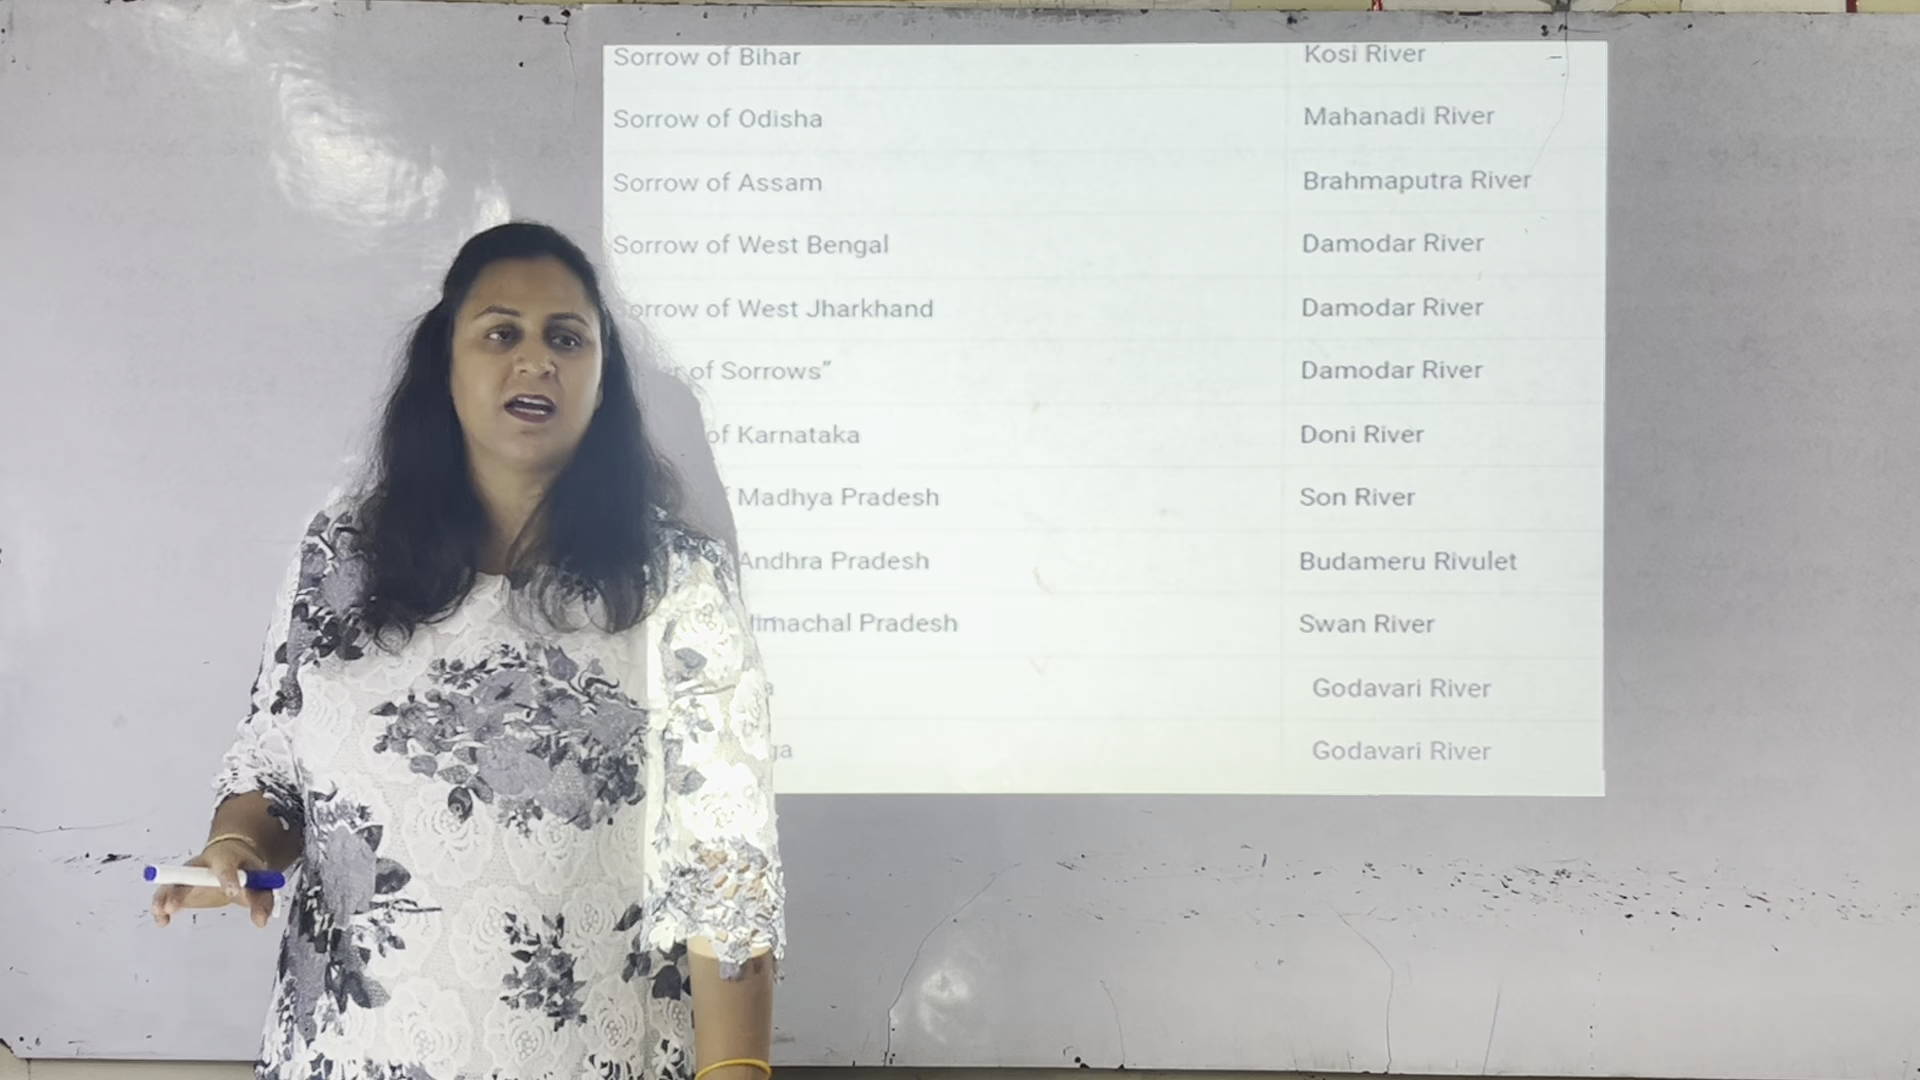 Sorrow of Bihar Kosi River
Sorrow of Odisha Mahanadi River
Sorrow of Assam Brahmaputra River
Sorrow of West Bengal Damodar River
Sorrow of West Jharkhand Damodar River
of Sorrows” Damodar River
of Karnataka Doni River
Madhya Pradesh Son River
Andhra Pradesh Budameru Rivulet
Himachal Pradesh Swan River
Godavari River
Godavari River